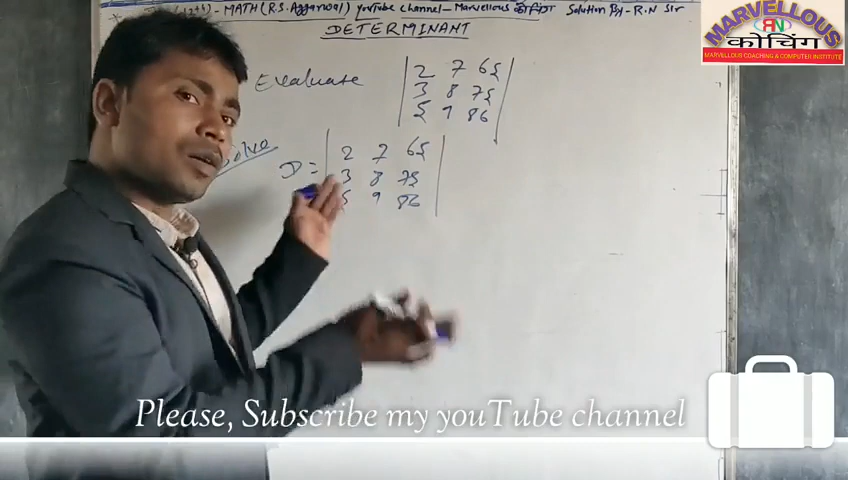 (12th) - MATH (R.S. Aggarwal) youTube channel - Marvellous कोचिंग Solution By - R.N Sir
DETERMINANT
MARVELLOUS
RN
कोचिंग
MARVELLOUS COACHING & COMPUTER INSTITUTE
Evaluate | 2 7 65 |
| 3 8 75 |
| 5 9 86 |
Solve
D = | 2 7 65 |
| 3 8 75 |
| 5 9 86 |
Please, Subscribe my youTube channel